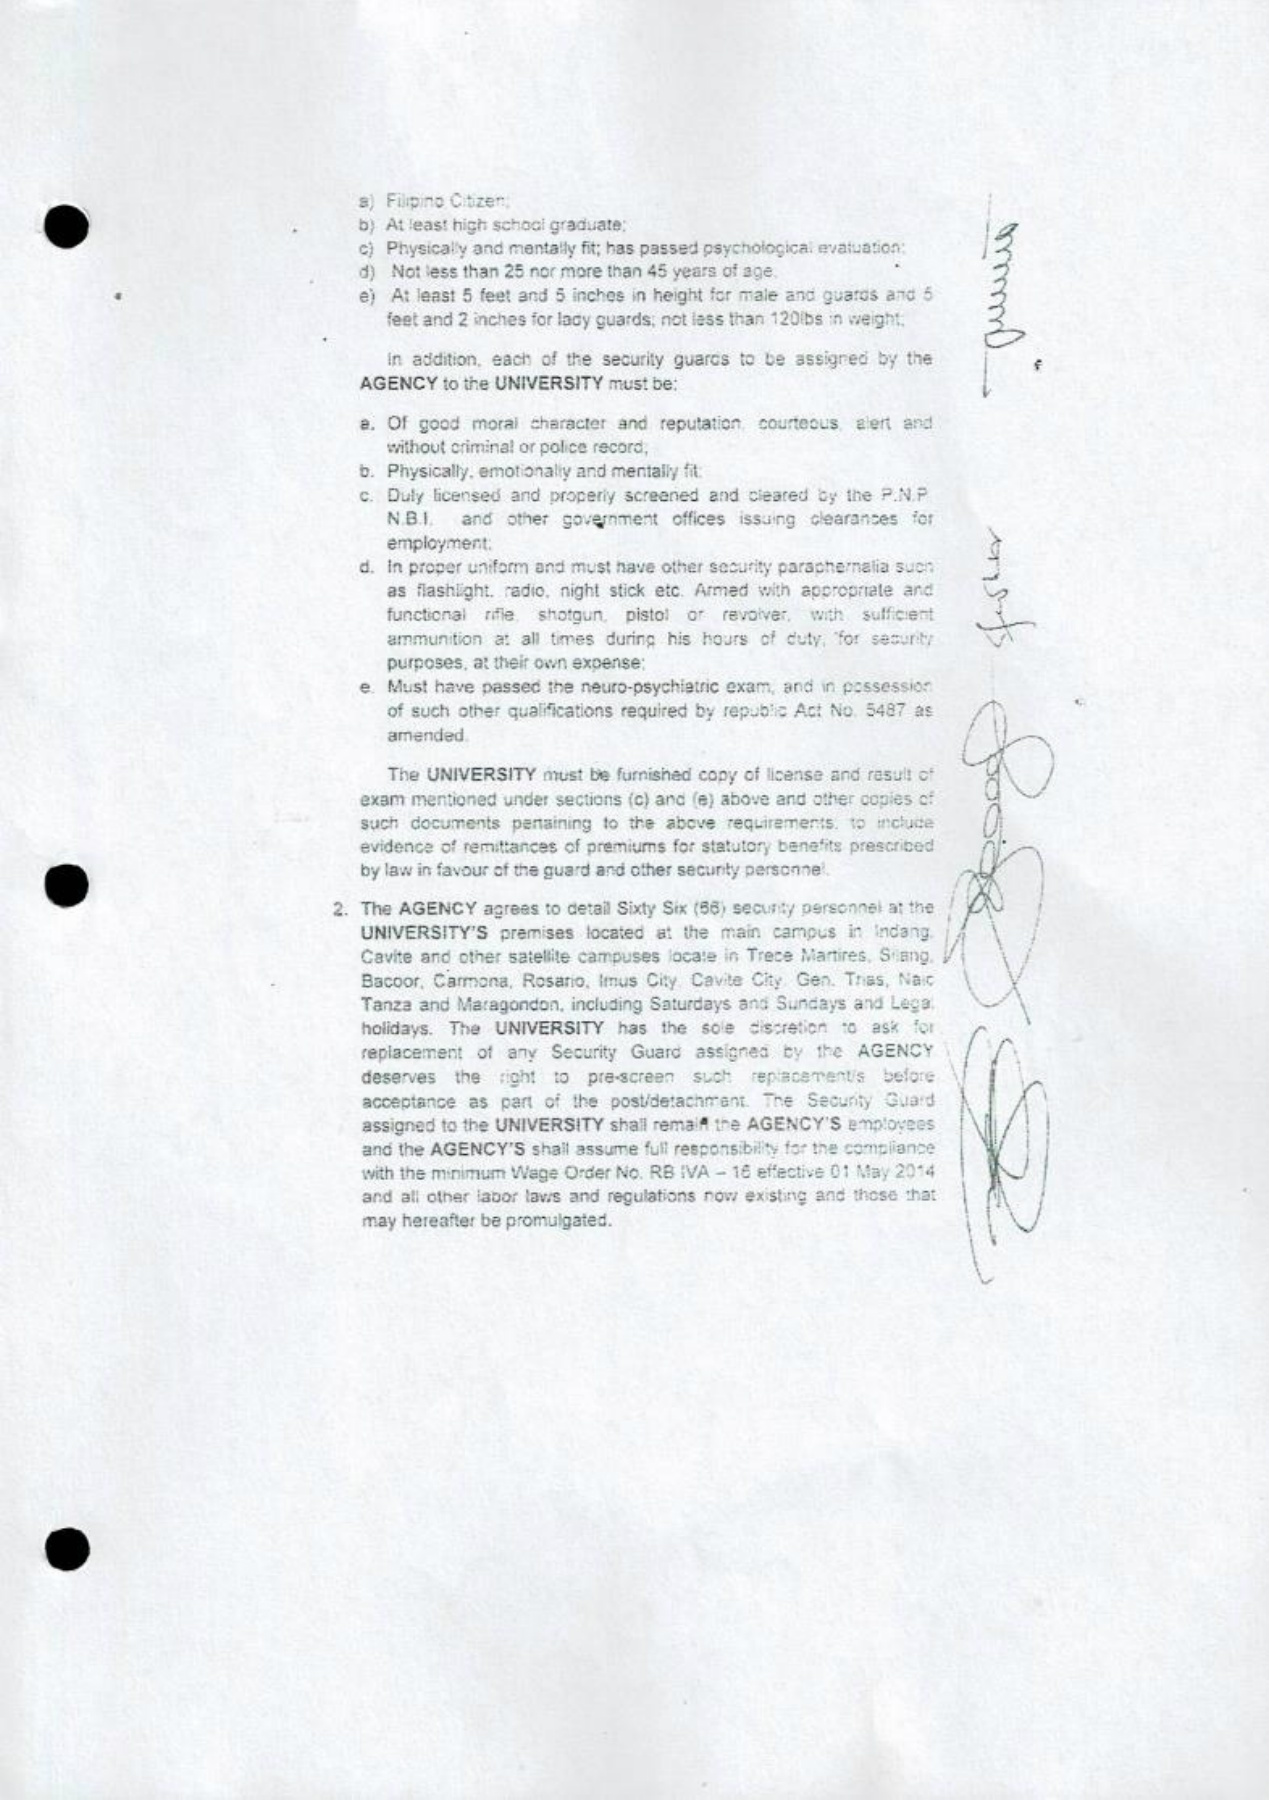 a) Filipino Citizen;
b) At least high school graduate;
c) Physically and mentally fit; has passed psychological evaluation;
d) Not less than 25 nor more than 45 years of age.
e) At least 5 feet and 5 inches in height for male and guards and 5
feet and 2 inches for lady guards; not less than 120lbs in weight;
In addition, each of the security guards to be assigned by the
AGENCY to the UNIVERSITY must be:
a. Of good moral character and reputation, courteous, alert and
without criminal or police record;
b. Physically, emotionally and mentally fit;
c. Duly licensed and properly screened and cleared by the P.N.P
N.B.I. and other government offices issuing clearances for
employment;
d. In proper uniform and must have other security paraphernalia such
as flashlight, radio, night stick etc. Armed with appropriate and
functional rifle, shotgun, pistol or revolver, with sufficient
ammunition at all times during his hours of duty, for security
purposes, at their own expense;
e. Must have passed the neuro-psychiatric exam, and in possession
of such other qualifications required by republic Act No. 5487 as
amended.
The UNIVERSITY must be furnished copy of license and result of
exam mentioned under sections (c) and (e) above and other copies of
such documents pertaining to the above requirements, to include
evidence of remittances of premiums for statutory benefits prescribed
by law in favour of the guard and other security personnel.
2. The AGENCY agrees to detail Sixty Six (66) security personnel at the
UNIVERSITY'S premises located at the main campus in Indang,
Cavite and other satellite campuses locate in Trece Martires, Silang,
Bacoor, Carmona, Rosario, Imus City, Cavite City, Gen. Trias, Naic
Tanza and Maragondon, including Saturdays and Sundays and Legal
holidays. The UNIVERSITY has the sole discretion to ask for
replacement of any Security Guard assigned by the AGENCY
deserves the right to pre-screen such replacement/s before
acceptance as part of the post/detachment. The Security Guard
assigned to the UNIVERSITY shall remain the AGENCY'S employees
and the AGENCY'S shall assume full responsibility for the compliance
with the minimum Wage Order No. RB IVA – 16 effective 01 May 2014
and all other labor laws and regulations now existing and those that
may hereafter be promulgated.